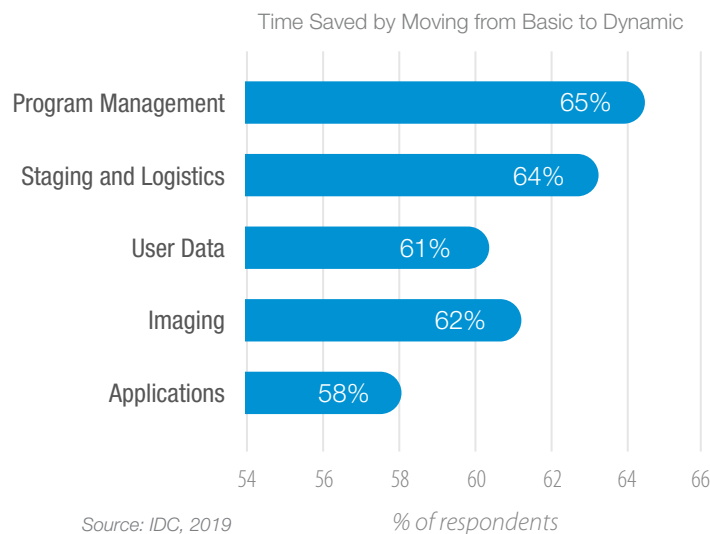 Time Saved by Moving from Basic to Dynamic
Program Management 65%
Staging and Logistics 64%
User Data 61%
Imaging 62%
Applications 58%
54 56 58 60 62 64 66
Source: IDC, 2019 % of respondents